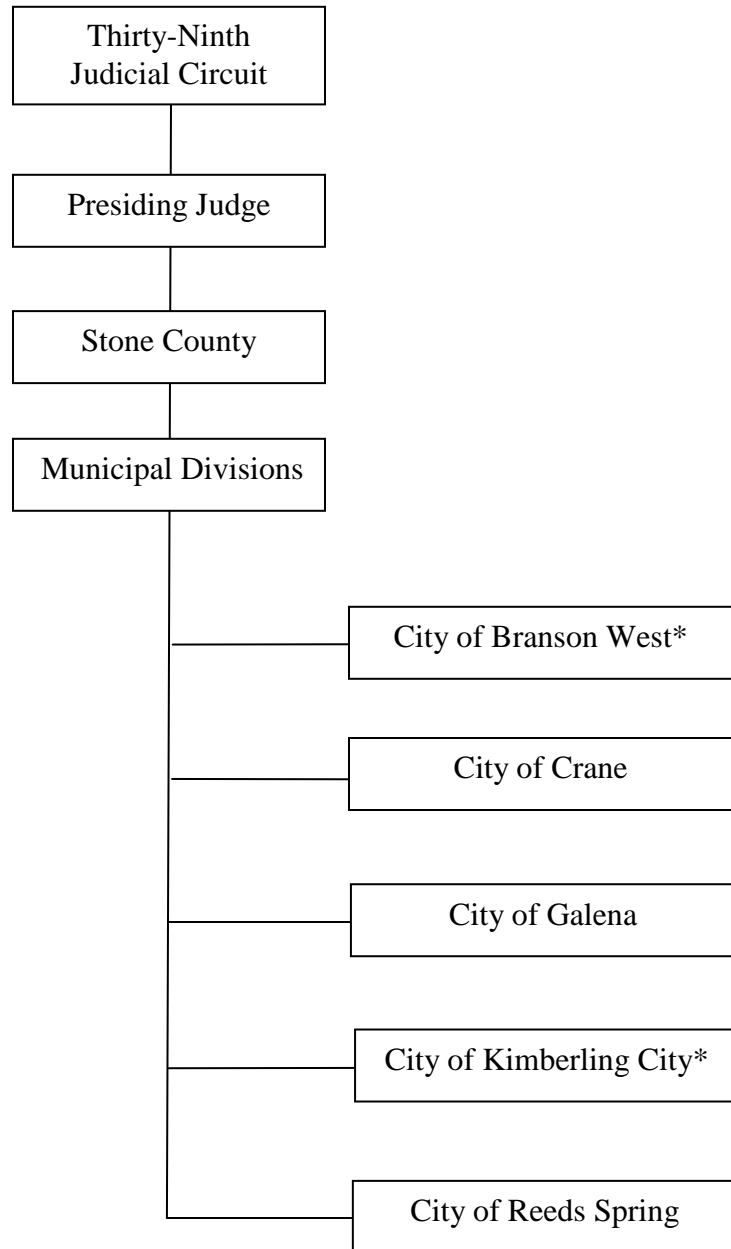 Thirty-Ninth
Judicial Circuit
Presiding Judge
Stone County
Municipal Divisions
City of Branson West*
City of Crane
City of Galena
City of Kimberling City*
City of Reeds Spring